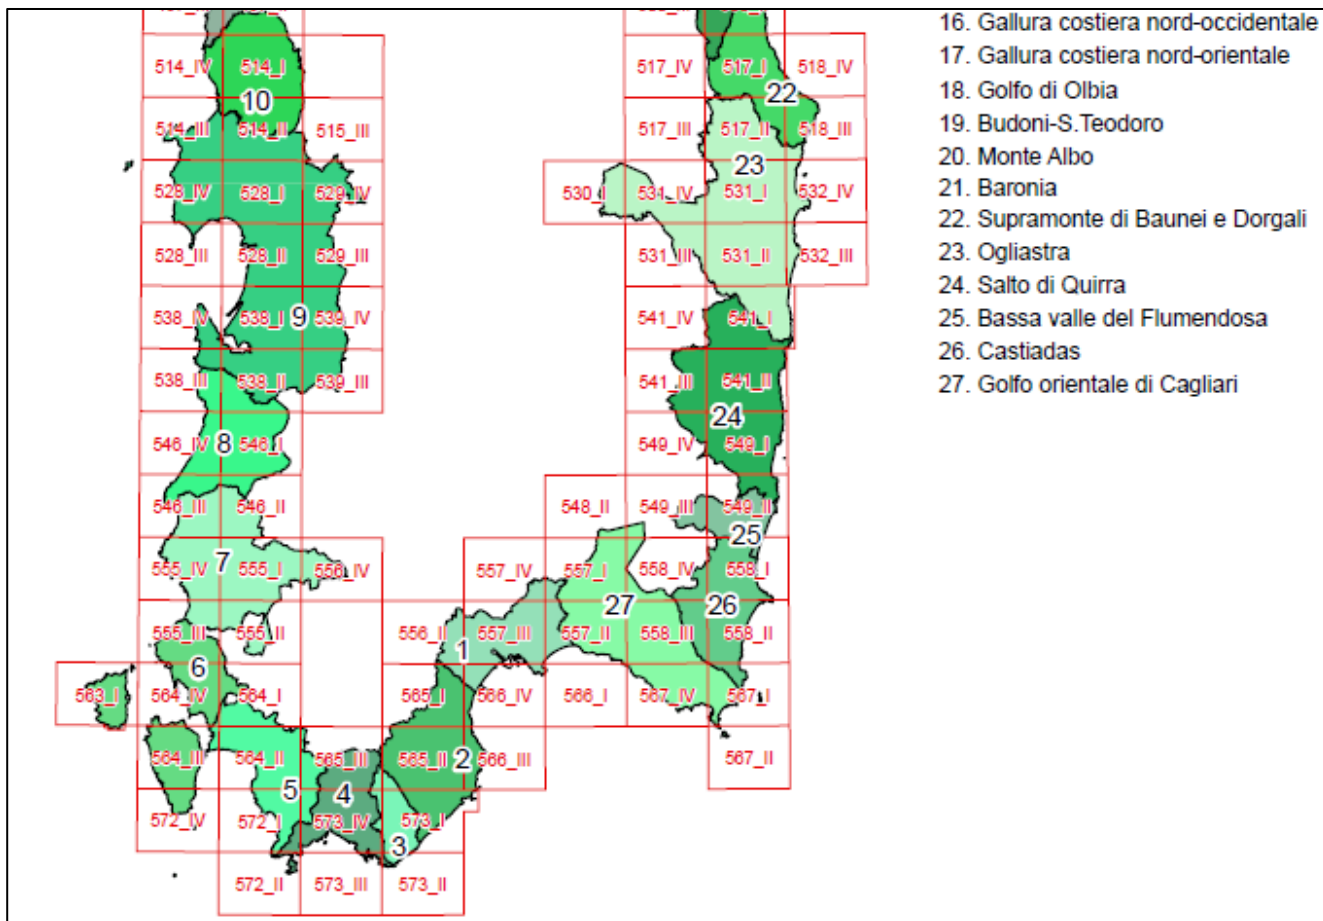 16. Gallura costiera nord-occidentale
17. Gallura costiera nord-orientale
18. Golfo di Olbia
19. Budoni-S.Teodoro
20. Monte Albo
21. Baronia
22. Supramonte di Baunei e Dorgali
23. Ogliastra
24. Salto di Quirra
25. Bassa valle del Flumendosa
26. Castiadas
27. Golfo orientale di Cagliari
514_IV 514_I 517_IV 517_I 518_IV
10 22
514_III 514_II 515_III 517_III 517_II 518_III
23
528_IV 528_I 529_IV 530_I 531_IV 531_I 532_IV
528_III 528_II 529_III 531_III 531_II 532_III
538_IV 538_I 9 539_IV 541_IV 541_I
538_III 538_II 539_III 541_III 541_II
24
546_IV 8 546_I 549_IV 549_I
546_III 546_II 548_II 549_III 549_II
25
7
555_IV 555_I 556_IV 557_IV 557_I 558_IV 558_I
27 26
555_III 555_II 556_II 557_III 557_II 558_III 558_II
1
6
563_I 564_IV 564_I 565_I 566_IV 566_I 567_IV 567_I
564_III 564_II 565_III 565_II 2 566_III 567_II
5 4
572_IV 572_I 573_IV 573_I
3
572_II 573_III 573_II